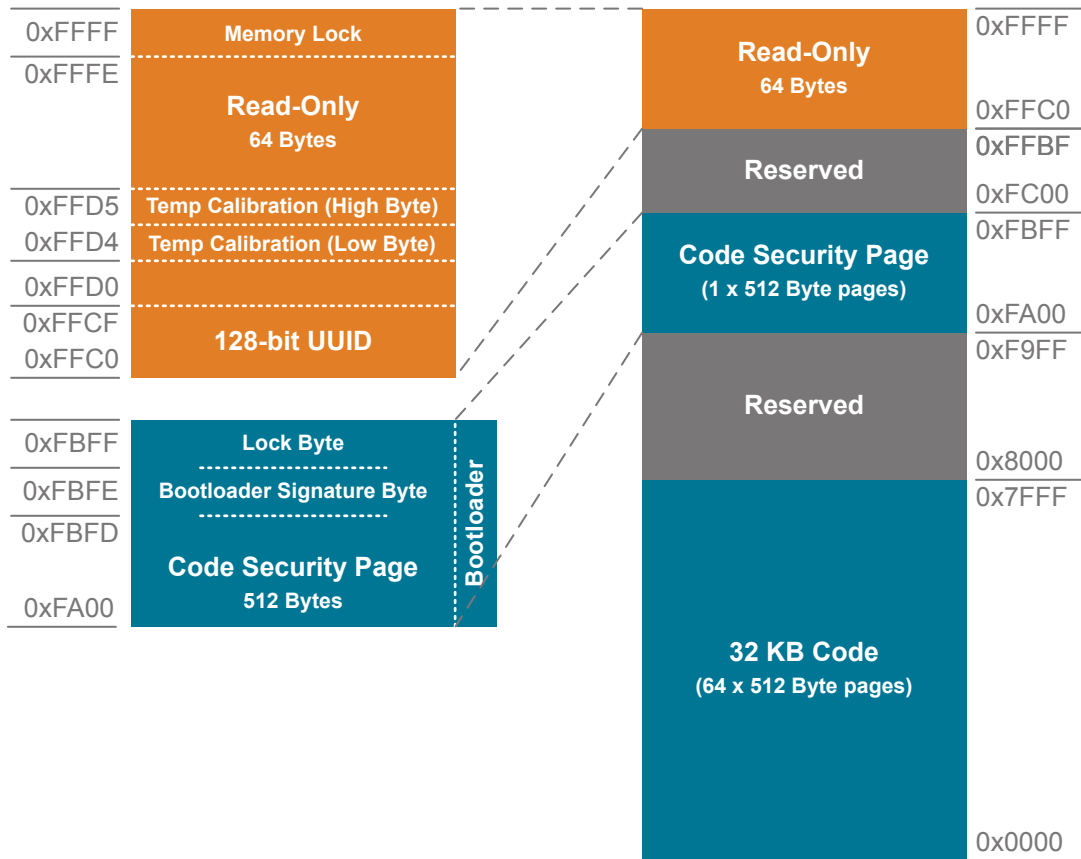 0xFFFF
Memory Lock
0xFFFE
Read-Only
64 Bytes
0xFFD5
Temp Calibration (High Byte)
0xFFD4
Temp Calibration (Low Byte)
0xFFD0
0xFFCF
128-bit UUID
0xFFC0
0xFBFF
Lock Byte
0xFBFE
Bootloader Signature Byte
0xFBFD
Code Security Page
512 Bytes
0xFA00
Bootloader
0xFFFF
Read-Only
64 Bytes
0xFFC0
0xFFBF
Reserved
0xFC00
0xFBFF
Code Security Page
(1 x 512 Byte pages)
0xFA00
0xF9FF
Reserved
0x8000
0x7FFF
32 KB Code
(64 x 512 Byte pages)
0x0000